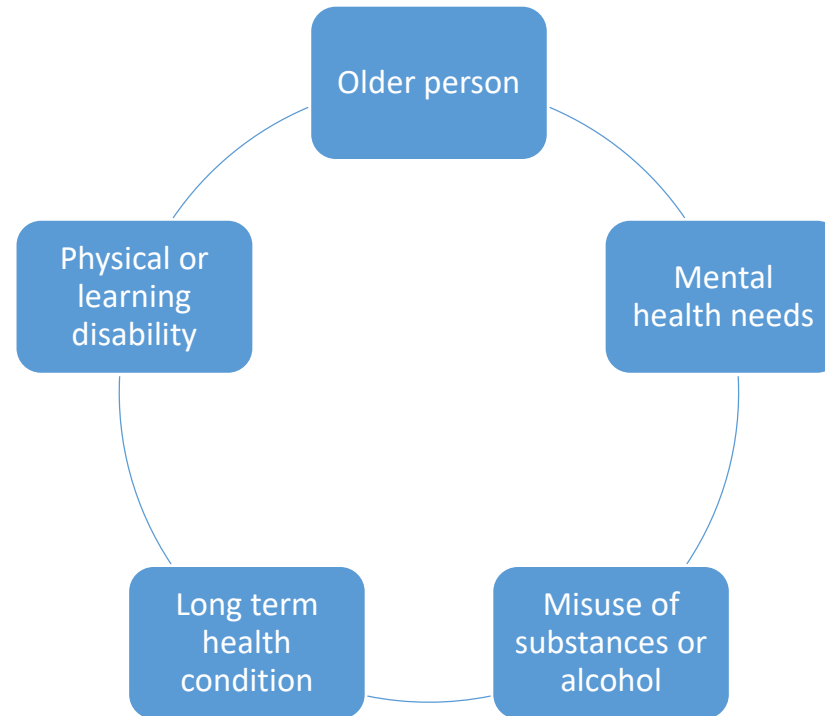 Older person
Mental
health needs
Misuse of
substances or
alcohol
Long term
health
condition
Physical or
learning
disability